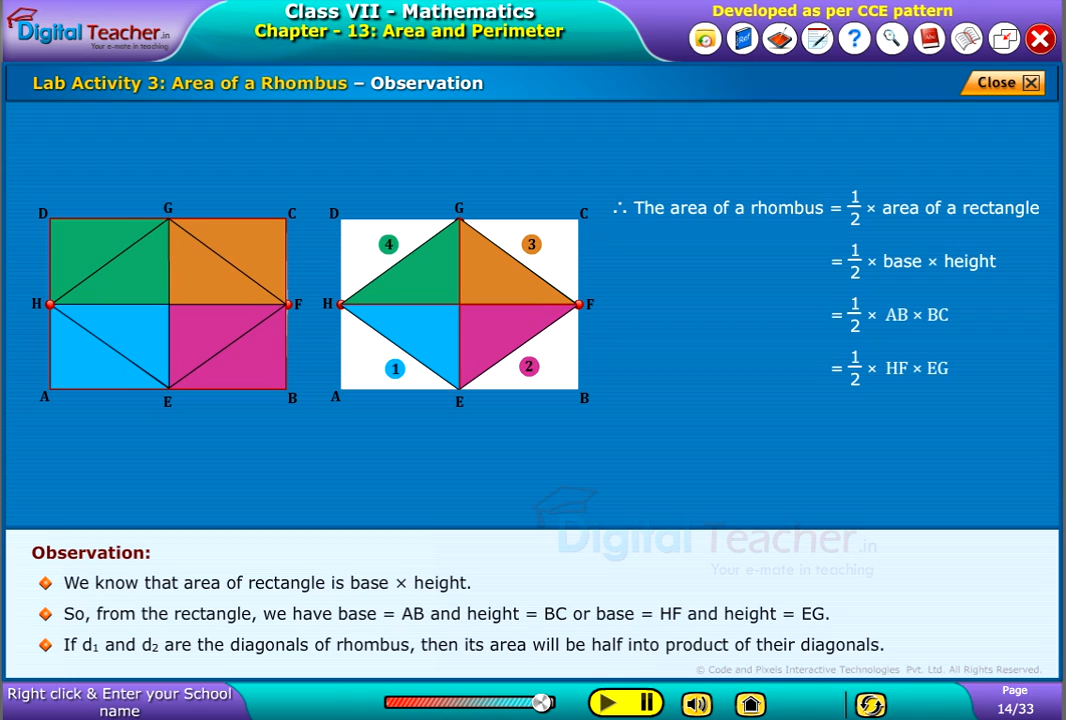 Digital Teacher.in
Your e-mate in teaching
Class VII - Mathematics
Chapter - 13: Area and Perimeter
Developed as per CCE pattern
Ref
?
ABC
Lab Activity 3: Area of a Rhombus – Observation
Close
D G C
H F
A E B
D G C
4 3
H F
1 2
A E B
∴ The area of a rhombus = 1/2 × area of a rectangle
= 1/2 × base × height
= 1/2 × AB × BC
= 1/2 × HF × EG
Digital Teacher.in
Your e-mate in teaching
Observation:
We know that area of rectangle is base × height.
So, from the rectangle, we have base = AB and height = BC or base = HF and height = EG.
If d₁ and d₂ are the diagonals of rhombus, then its area will be half into product of their diagonals.
© Code and Pixels Interactive Technologies Pvt. Ltd. All Rights Reserved.
Right click & Enter your School
name
Page
14/33